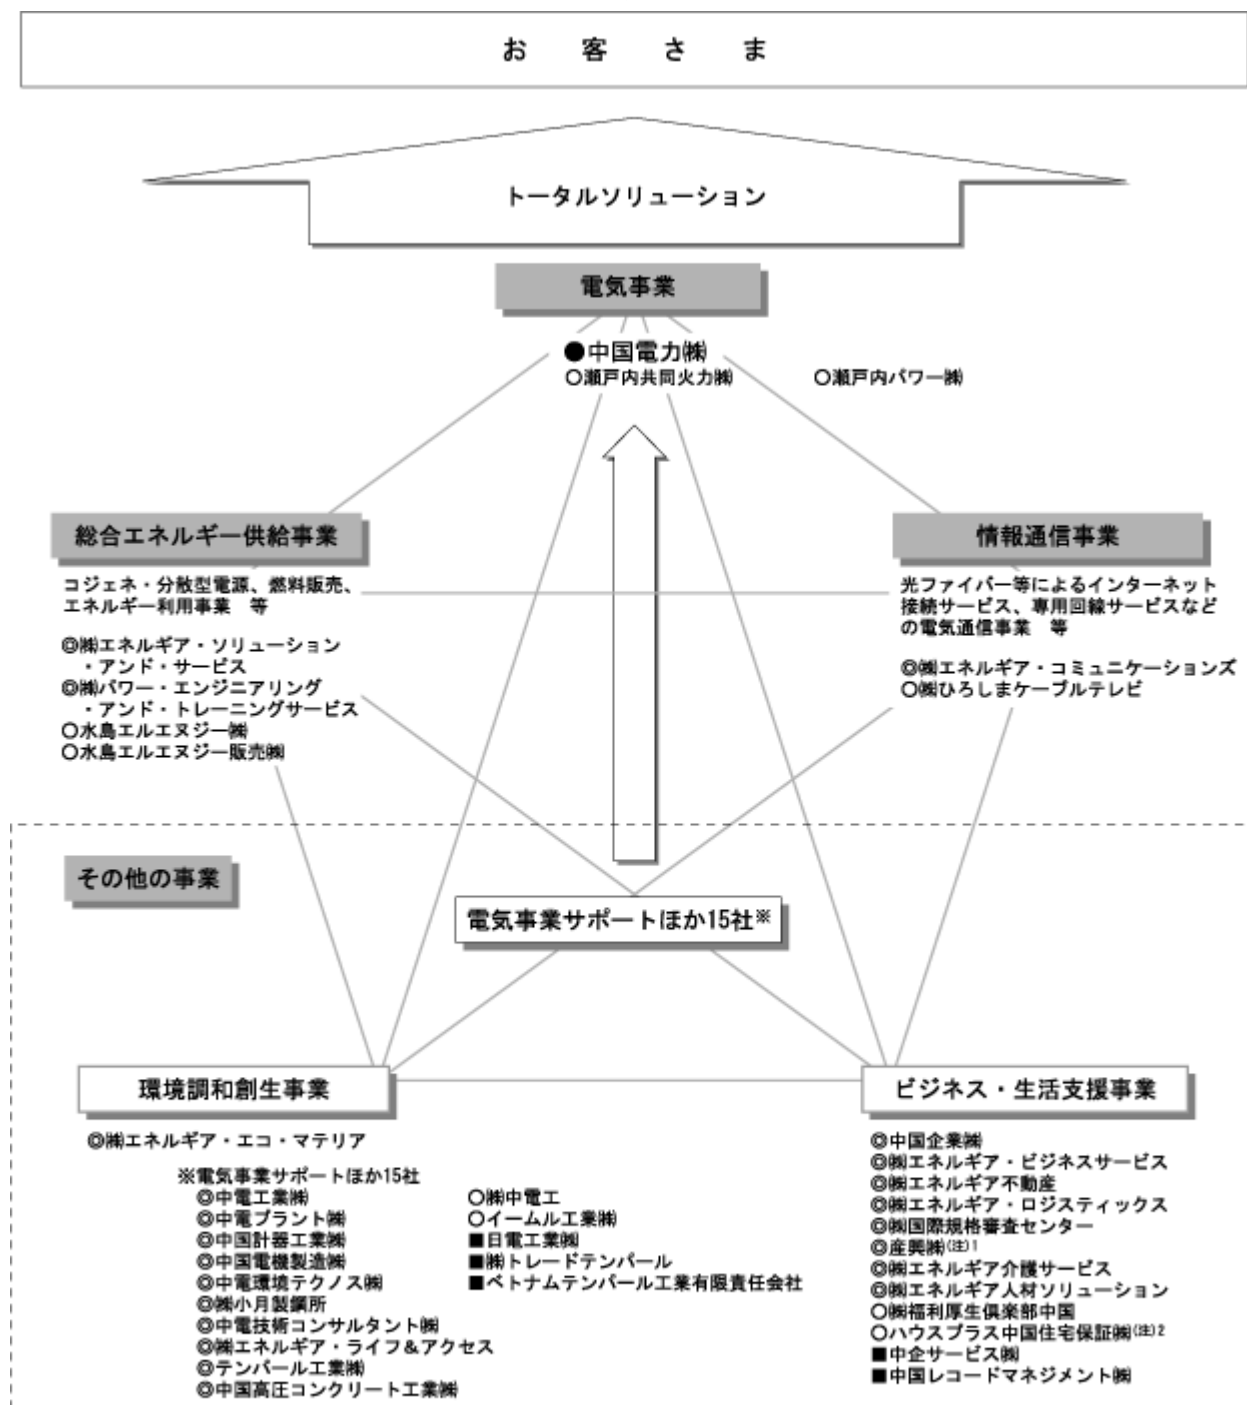 お客さま
トータルソリューション
電気事業
●中国電力㈱
○瀬戸内共同火力㈱
○瀬戸内パワー㈱
総合エネルギー供給事業
コジェネ・分散型電源、燃料販売、
エネルギー利用事業 等
◎㈱エネルギア・ソリューション
・アンド・サービス
◎㈱パワー・エンジニアリング
・アンド・トレーニングサービス
○水島エルエヌジー㈱
○水島エルエヌジー販売㈱
情報通信事業
光ファイバー等によるインターネット
接続サービス、専用回線サービスなど
の電気通信事業 等
◎㈱エネルギア・コミュニケーションズ
○㈱ひろしまケーブルテレビ
その他の事業
電気事業サポートほか15社※
環境調和創生事業
◎㈱エネルギア・エコ・マテリア
※電気事業サポートほか15社
◎中電工業㈱
◎中電プラント㈱
◎中国計器工業㈱
◎中国電機製造㈱
◎中電環境テクノス㈱
◎㈱小月製鋼所
◎中電技術コンサルタント㈱
◎㈱エネルギア・ライフ&アクセス
◎テンパール工業㈱
◎中国高圧コンクリート工業㈱
○㈱中電工
○イームル工業㈱
■日電工業㈱
■㈱トレードテンパール
■ベトナムテンパール工業有限責任会社
ビジネス・生活支援事業
◎中国企業㈱
◎㈱エネルギア・ビジネスサービス
◎㈱エネルギア不動産
◎㈱エネルギア・ロジスティックス
◎㈱国際規格審査センター
◎産興㈱(注)1
◎㈱エネルギア介護サービス
◎㈱エネルギア人材ソリューション
○㈱福利厚生倶楽部中国
○ハウスプラス中国住宅保証㈱(注)2
■中企サービス㈱
■中国レコードマネジメント㈱